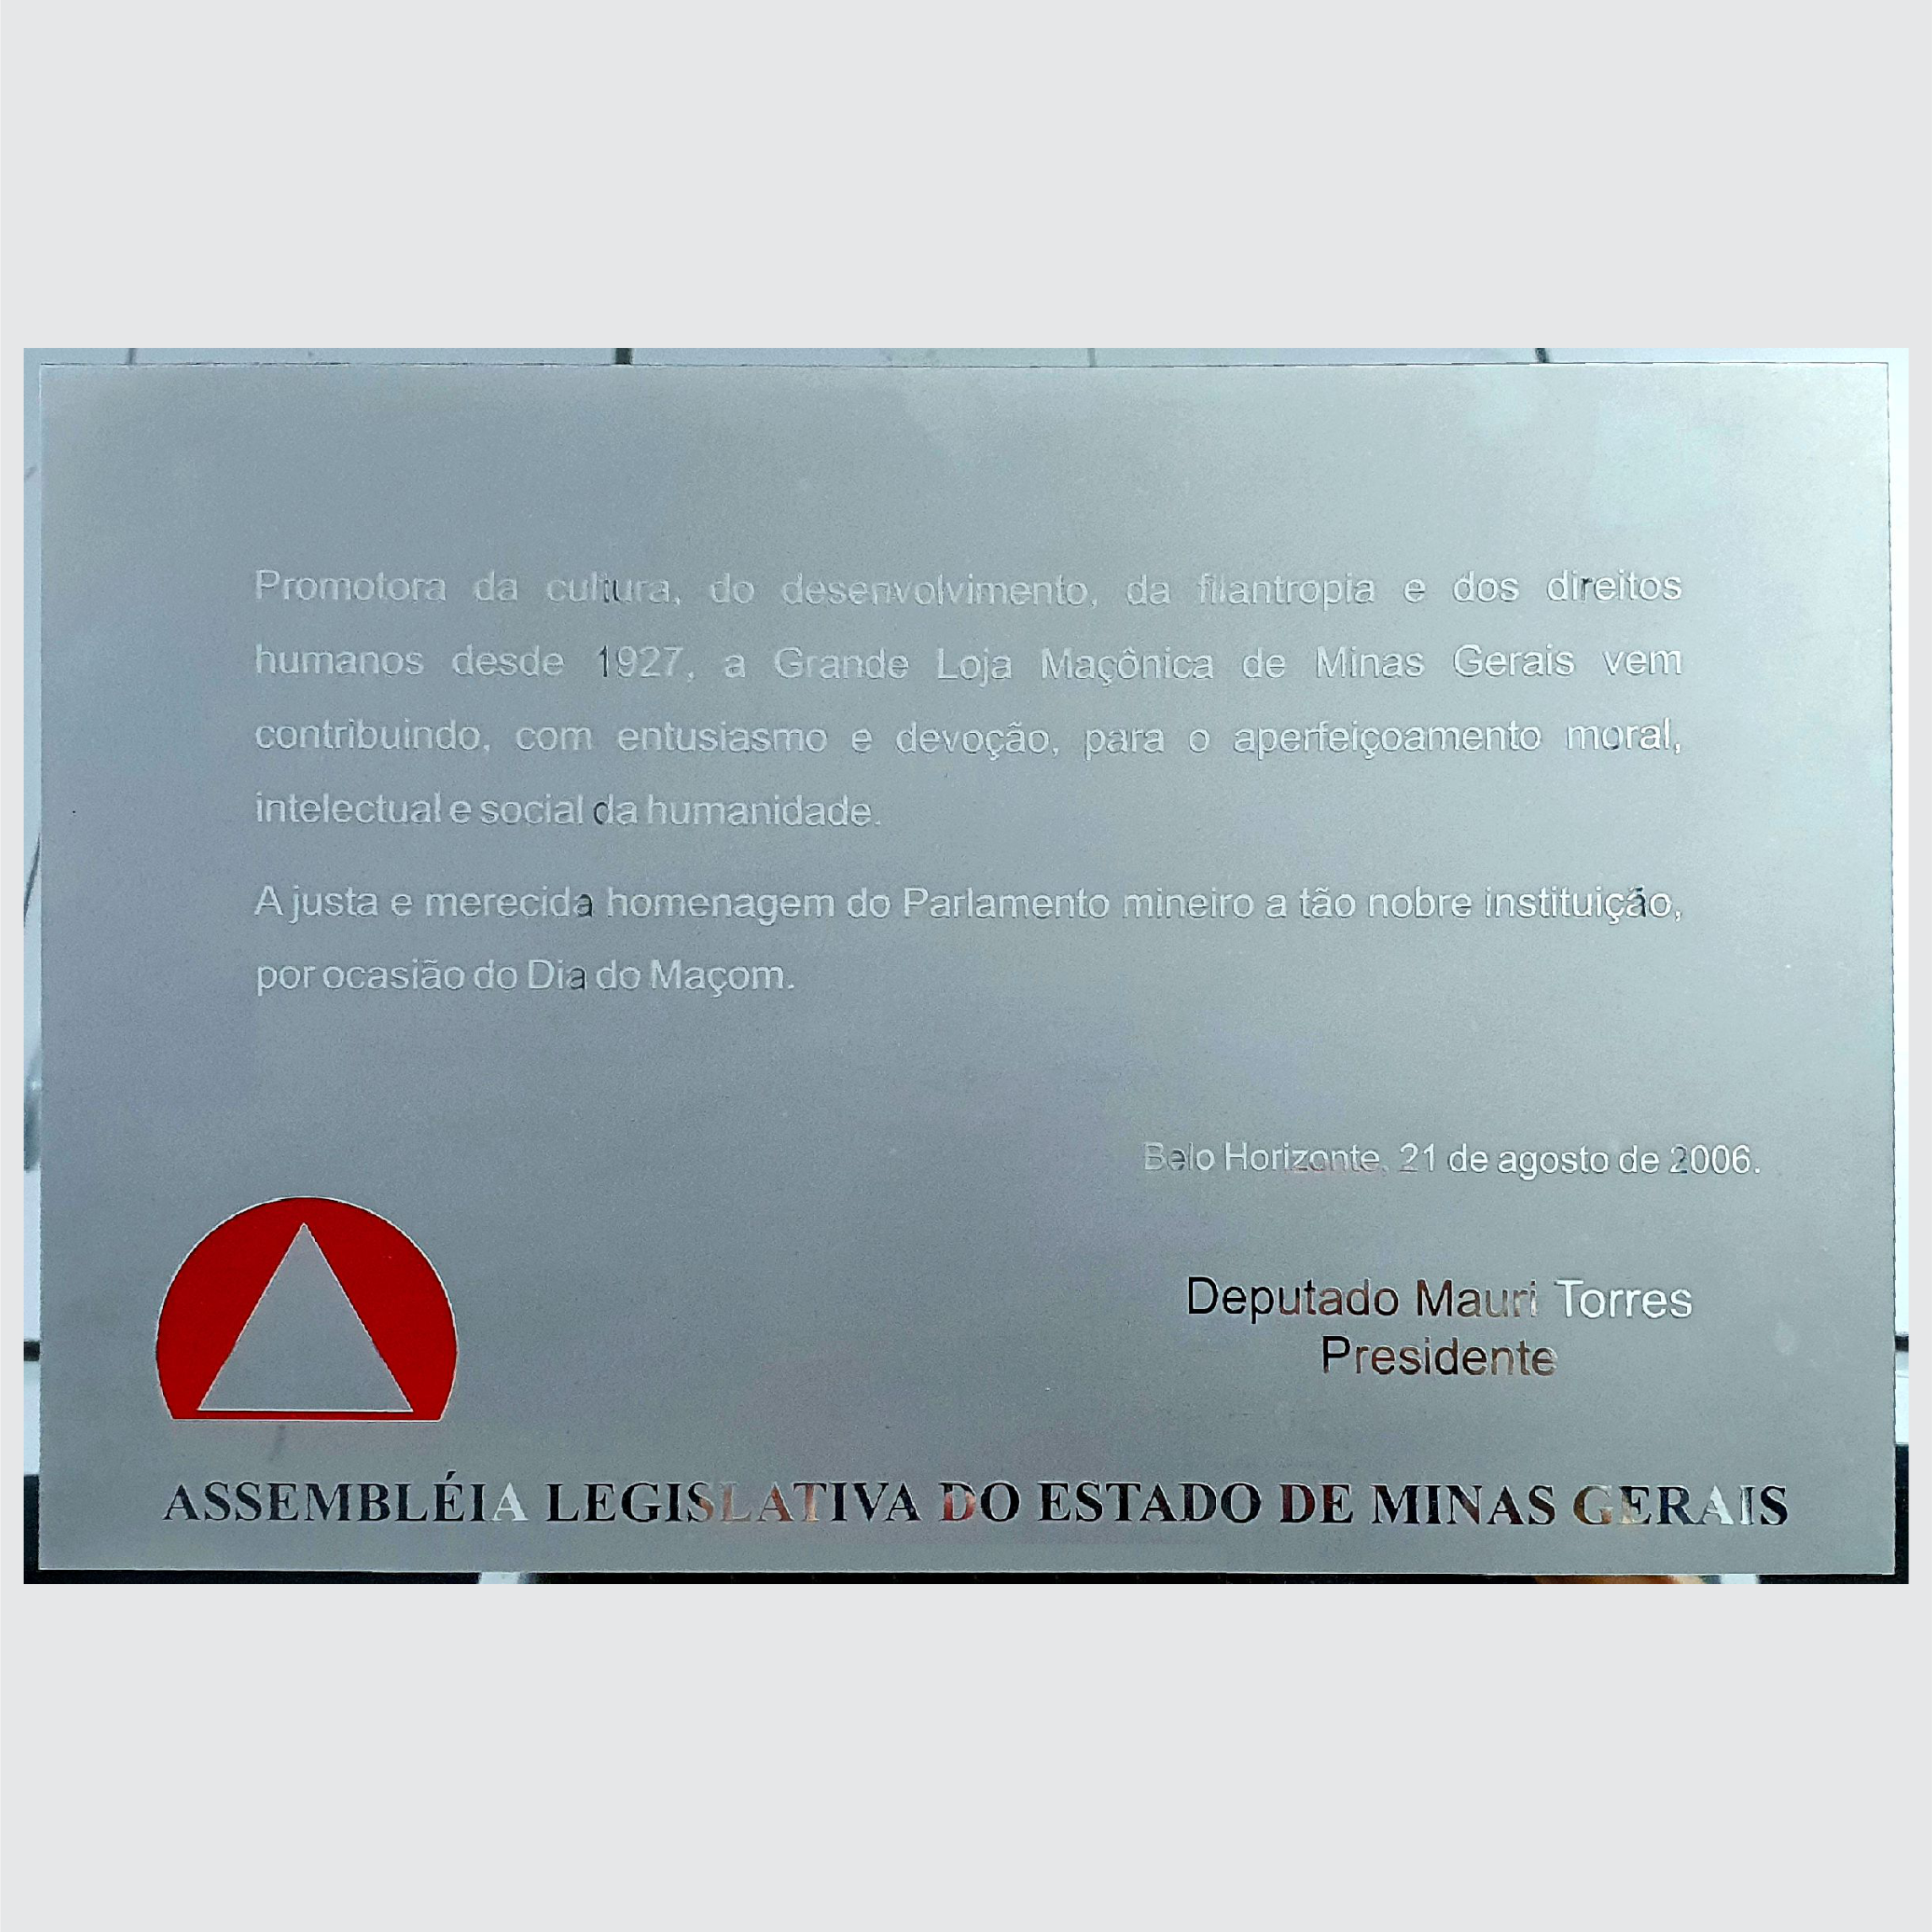 Promotora da cultura, do desenvolvimento, da filantropia e dos direitos
humanos desde 1927, a Grande Loja Maçônica de Minas Gerais vem
contribuindo, com entusiasmo e devoção, para o aperfeiçoamento moral,
intelectual e social da humanidade.
A justa e merecida homenagem do Parlamento mineiro a tão nobre instituição,
por ocasião do Dia do Maçom.
Belo Horizonte, 21 de agosto de 2006.
Deputado Mauri Torres
Presidente
ASSEMBLÉIA LEGISLATIVA DO ESTADO DE MINAS GERAIS